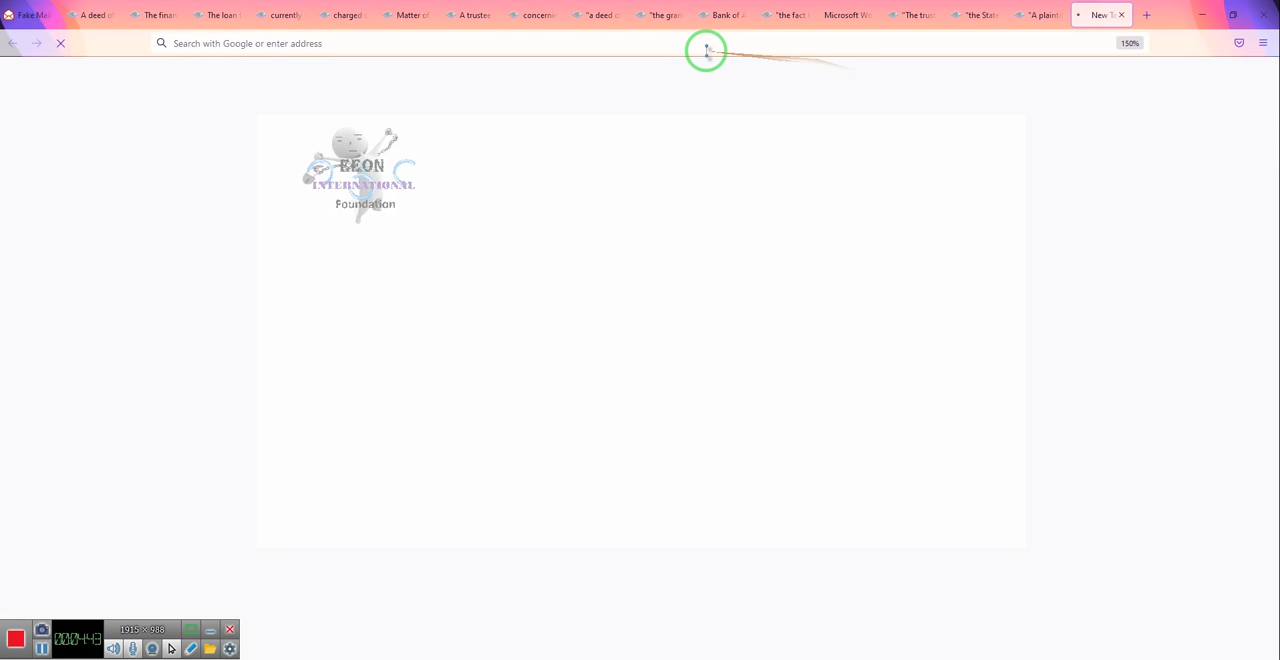 Fake Mail
A deed of
The finan
The loan
currently
charged
Matter of
A trustee
concerni
"a deed o
"the gran
Bank of A
"the fact
Microsoft Wo
"The trust
"the State
"A plainti
New Ta
Search with Google or enter address
150%
EEON
INTERNATIONAL
Foundation
1915 × 988
000443